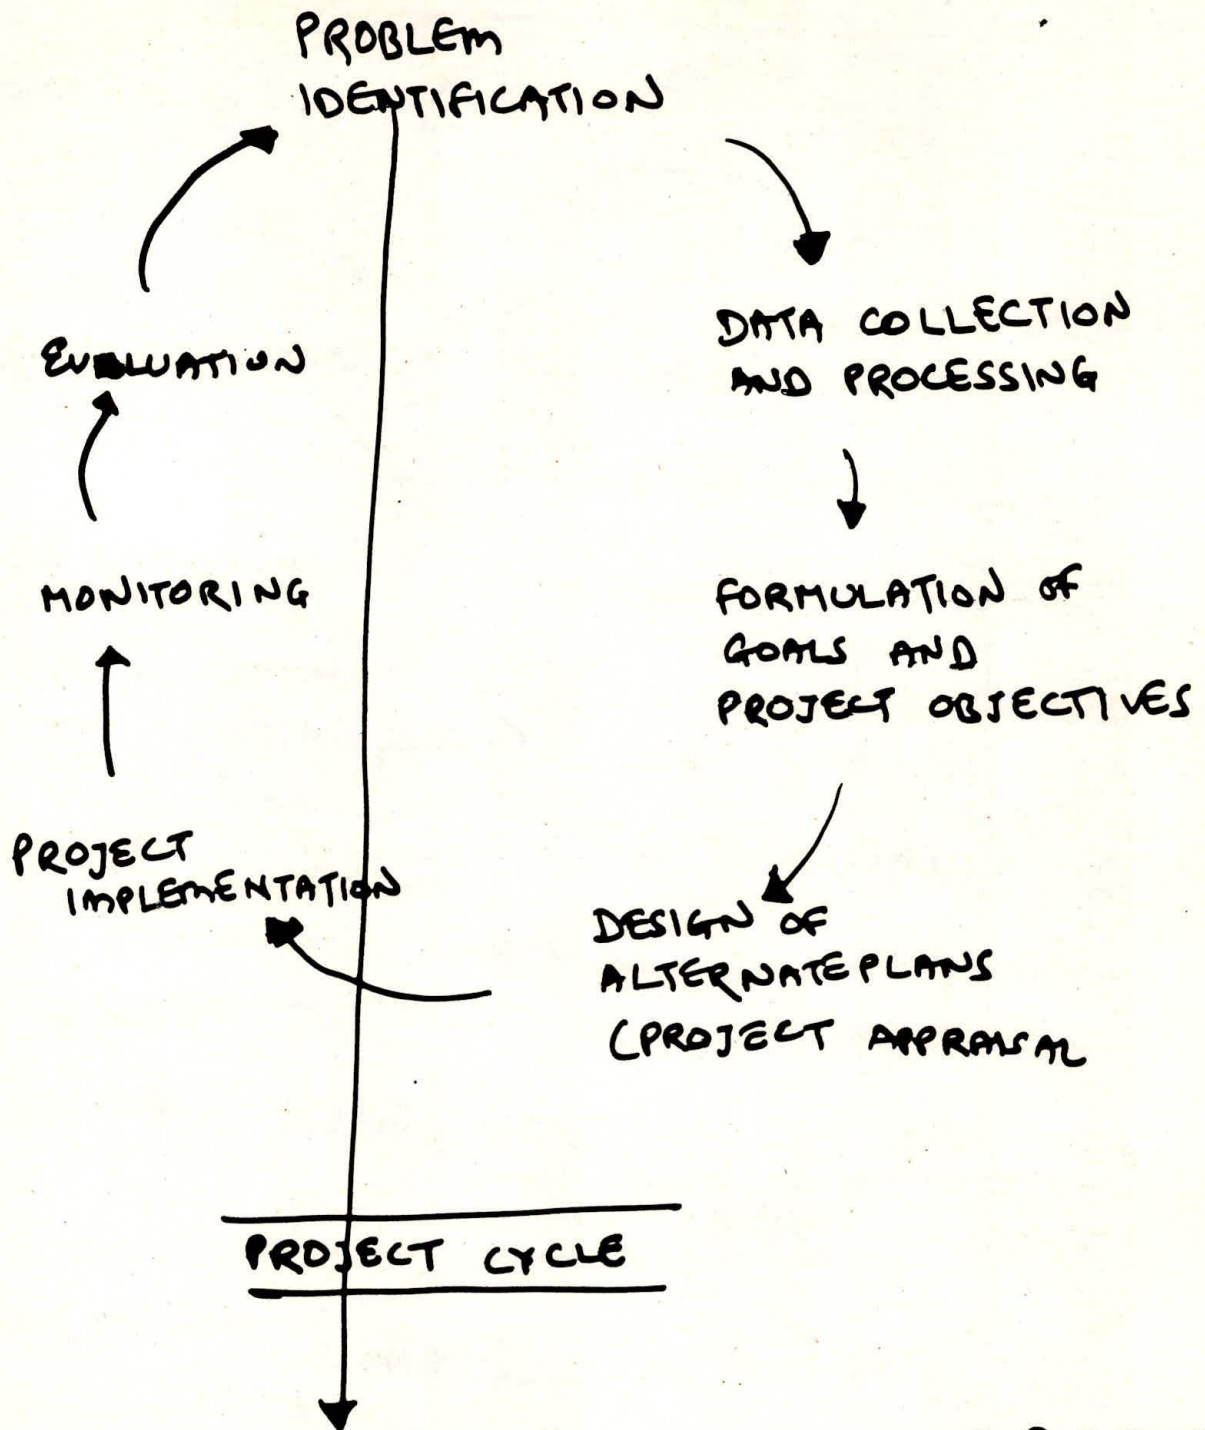 PROBLEM
IDENTIFICATION
DATA COLLECTION
AND PROCESSING
FORMULATION OF
GOALS AND
PROJECT OBJECTIVES
DESIGN OF
ALTERNATE PLANS
(PROJECT APPRAISAL
PROJECT
IMPLEMENTATION
MONITORING
EVALUATION
PROJECT CYCLE